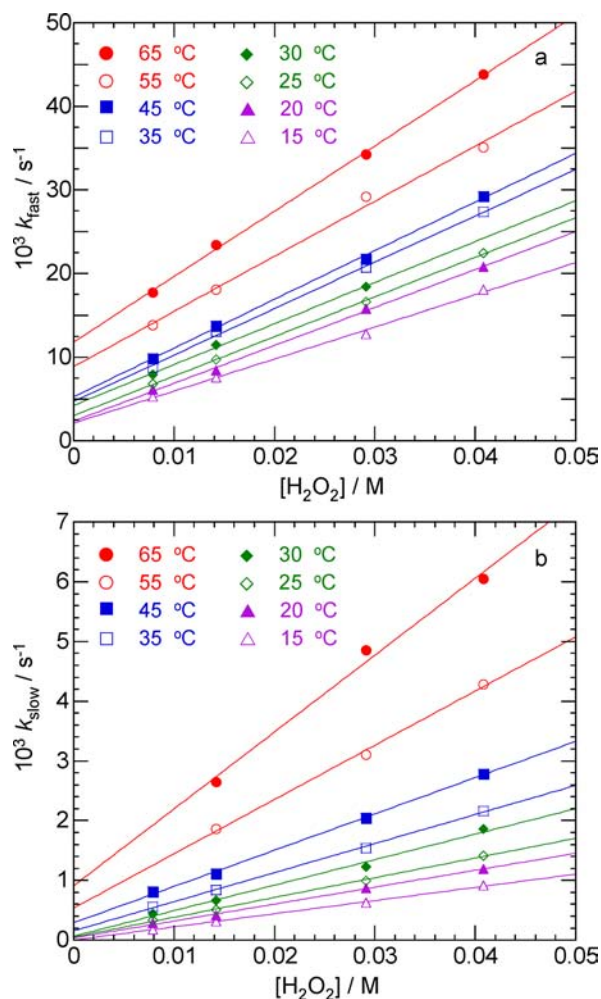 a
65 ºC 30 ºC
55 ºC 25 ºC
45 ºC 20 ºC
35 ºC 15 ºC
50
40
30
20
10
0
10³ k_fast / s⁻¹
0 0.01 0.02 0.03 0.04 0.05
[H₂O₂] / M
b
65 ºC 30 ºC
55 ºC 25 ºC
45 ºC 20 ºC
35 ºC 15 ºC
7
6
5
4
3
2
1
0
10³ k_slow / s⁻¹
0 0.01 0.02 0.03 0.04 0.05
[H₂O₂] / M